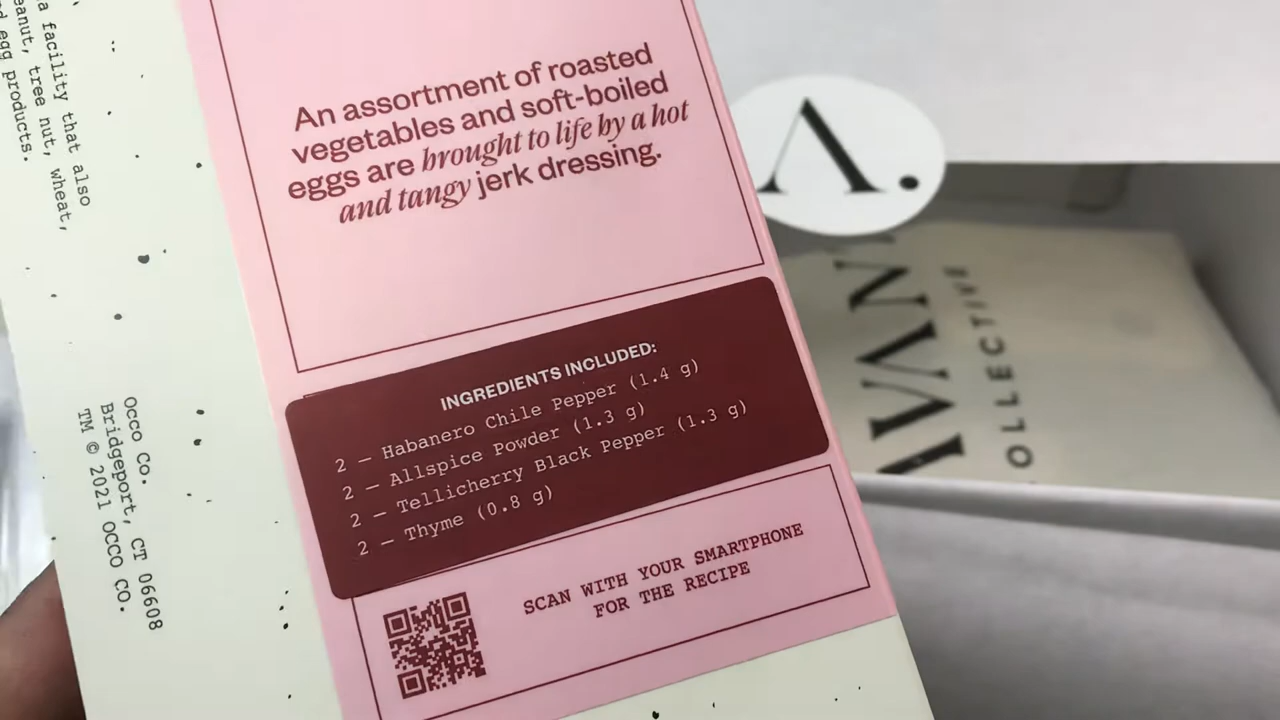 a facility that also
eanut, tree nut, wheat,
egg products.
Occo Co.
Bridgeport, CT 06608
TM © 2021 OCCO CO.
An assortment of roasted
vegetables and soft-boiled
eggs are brought to life by a hot
and tangy jerk dressing.
INGREDIENTS INCLUDED:
2 — Habanero Chile Pepper (1.4 g)
2 — Allspice Powder (1.3 g)
2 — Tellicherry Black Pepper (1.3 g)
2 — Thyme (0.8 g)
SCAN WITH YOUR SMARTPHONE
FOR THE RECIPE
Λ.
OLLECTIVE